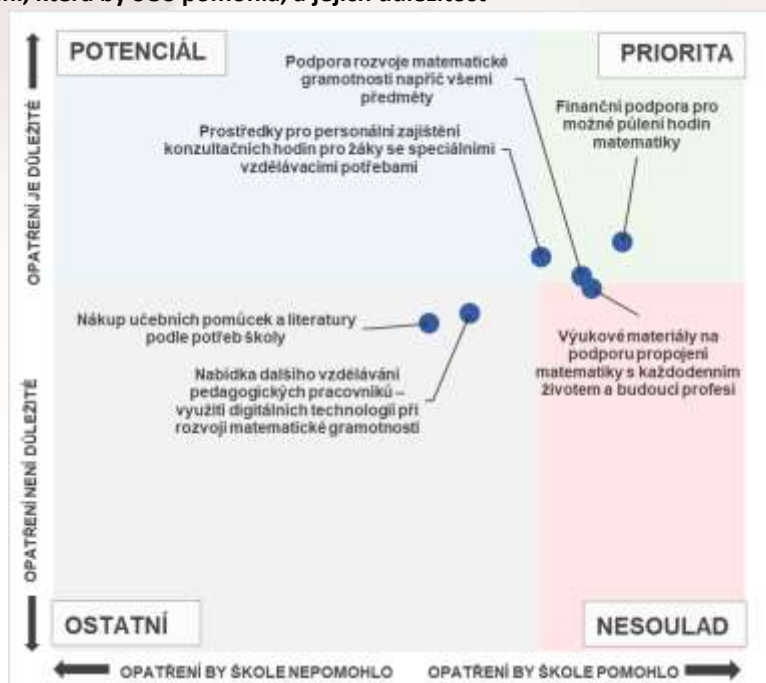 POTENCIÁL
PRIORITA
Podpora rozvoje matematické
gramotnosti napříč všemi
předměty
Finanční podpora pro
možné půlení hodin
matematiky
Prostředky pro personální zajištění
konzultačních hodin pro žáky se speciálními
vzdělávacími potřebami
OPATŘENÍ JE DŮLEŽITÉ
Nákup učebních pomůcek a literatury
podle potřeb školy
Výukové materiály na
podporu propojení
matematiky s každodenním
životem a budoucí profesí
Nabídka dalšího vzdělávání
pedagogických pracovníků –
využití digitálních technologií při
rozvoji matematické gramotnosti
OPATŘENÍ NENÍ DŮLEŽITÉ
OSTATNÍ
NESOULAD
OPATŘENÍ BY ŠKOLE NEPOMOHLO
OPATŘENÍ BY ŠKOLE POMOHLO